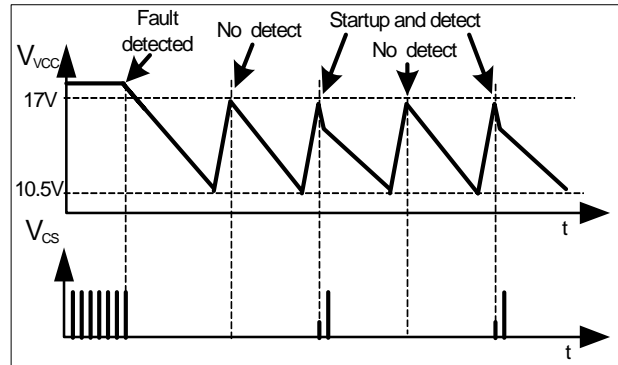 Fault
detected
No detect
Startup and detect
No detect
VVCC
17V
10.5V
t
VCS
t